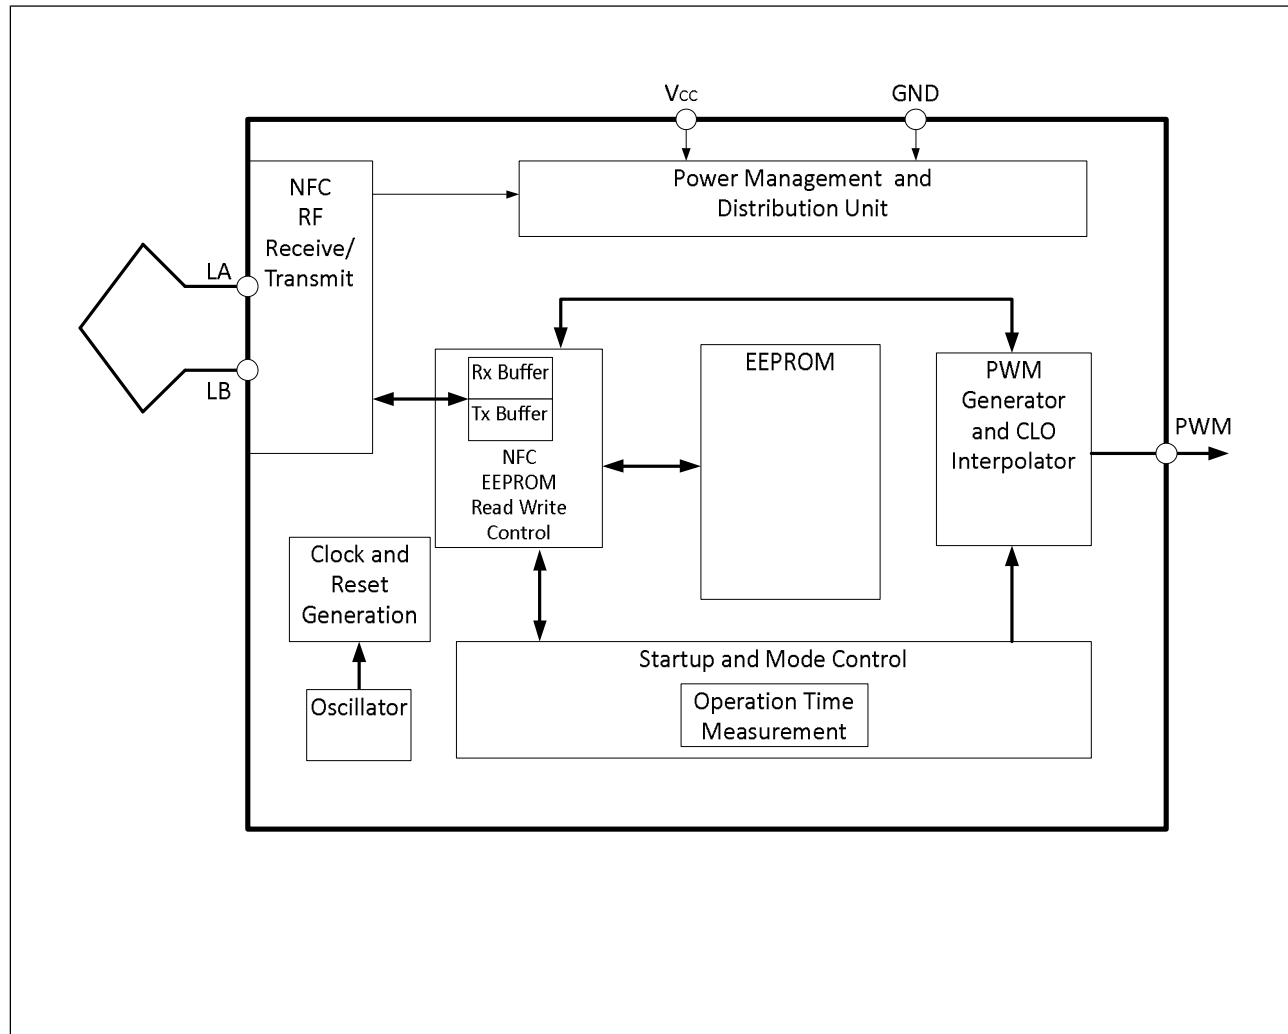 VCC
GND
NFC
RF
Receive/
Transmit
Power Management and
Distribution Unit
LA
LB
Rx Buffer
Tx Buffer
NFC
EEPROM
Read Write
Control
EEPROM
PWM
Generator
and CLO
Interpolator
PWM
Clock and
Reset
Generation
Oscillator
Startup and Mode Control
Operation Time
Measurement